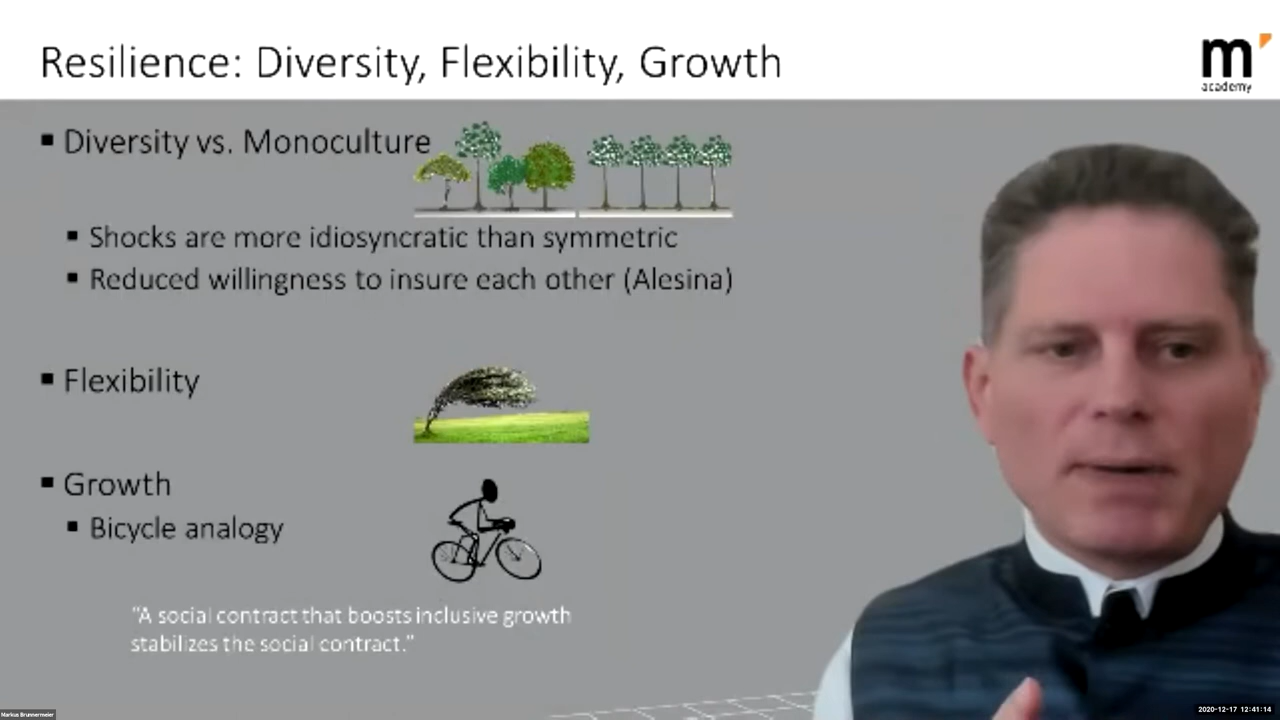 Resilience: Diversity, Flexibility, Growth
m'
academy
Diversity vs. Monoculture
Shocks are more idiosyncratic than symmetric
Reduced willingness to insure each other (Alesina)
Flexibility
Growth
Bicycle analogy
“A social contract that boosts inclusive growth
stabilizes the social contract.”
Markus Brunnermeier
2020-12-17 12:41:14